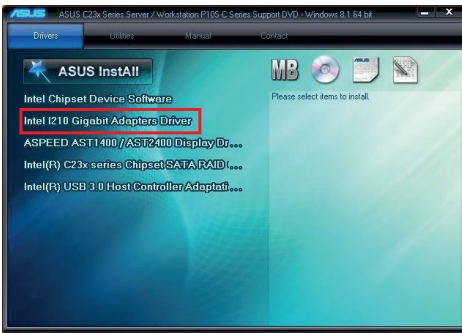 ASUS ASUS C23x Series Server / Workstation P10S-C Series Support DVD - Windows 8.1 64 bit
Drivers Utilities Manual Contact
ASUS InstAll
MB
Please select items to install.
Intel Chipset Device Software
Intel I210 Gigabit Adapters Driver
ASPEED AST1400 / AST2400 Display Dr...
Intel(R) C23x series Chipset SATA RAID (...
Intel(R) USB 3.0 Host Controller Adaptati...